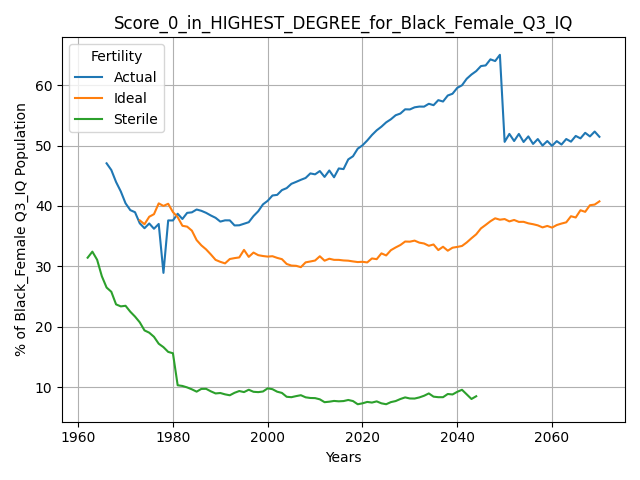 Score_0_in_HIGHEST_DEGREE_for_Black_Female_Q3_IQ
Fertility
Actual
Ideal
Sterile
% of Black_Female Q3_IQ Population
60
50
40
30
20
10
1960 1980 2000 2020 2040 2060
Years